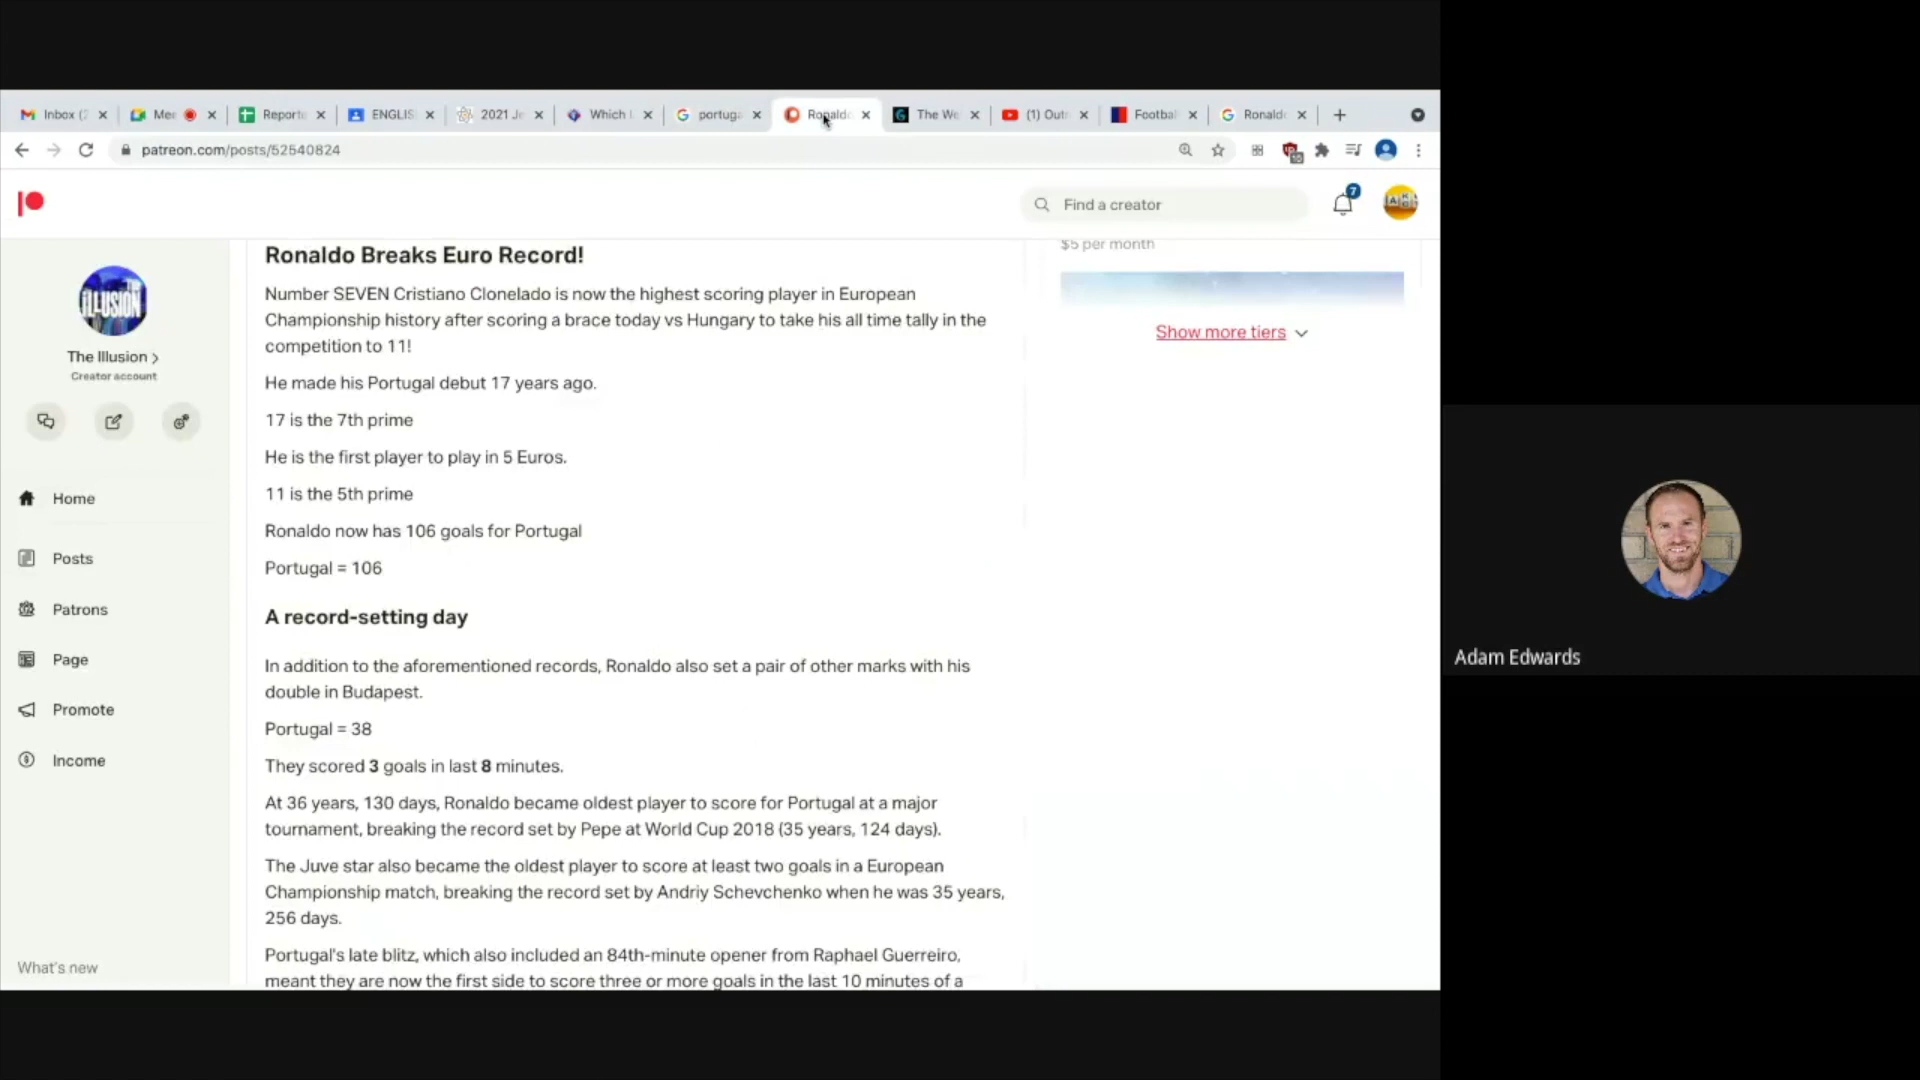 Inbox (
Mee
Reporte
ENGLIS
2021 Je
Which
portug
Ronaldo
The We
(1) Out
Footbal
Ronald
patreon.com/posts/52540824
10
Find a creator
7
$5 per month
Show more tiers
THE ILLUSION
The Illusion
Creator account
Home
Posts
Patrons
Page
Promote
Income
What's new
Ronaldo Breaks Euro Record!
Number SEVEN Cristiano Clonelado is now the highest scoring player in European
Championship history after scoring a brace today vs Hungary to take his all time tally in the
competition to 11!
He made his Portugal debut 17 years ago.
17 is the 7th prime
He is the first player to play in 5 Euros.
11 is the 5th prime
Ronaldo now has 106 goals for Portugal
Portugal = 106
A record-setting day
In addition to the aforementioned records, Ronaldo also set a pair of other marks with his
double in Budapest.
Portugal = 38
They scored 3 goals in last 8 minutes.
At 36 years, 130 days, Ronaldo became oldest player to score for Portugal at a major
tournament, breaking the record set by Pepe at World Cup 2018 (35 years, 124 days).
The Juve star also became the oldest player to score at least two goals in a European
Championship match, breaking the record set by Andriy Schevchenko when he was 35 years,
256 days.
Portugal's late blitz, which also included an 84th-minute opener from Raphael Guerreiro,
meant they are now the first side to score three or more goals in the last 10 minutes of a
Adam Edwards